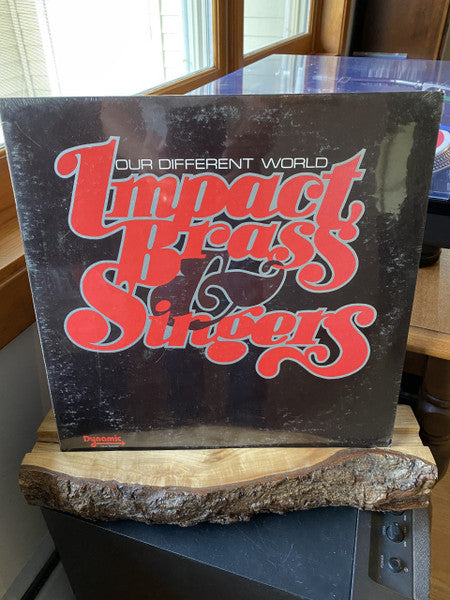 OUR DIFFERENT WORLD
Impact
Brass
&
Singers
Dynamic